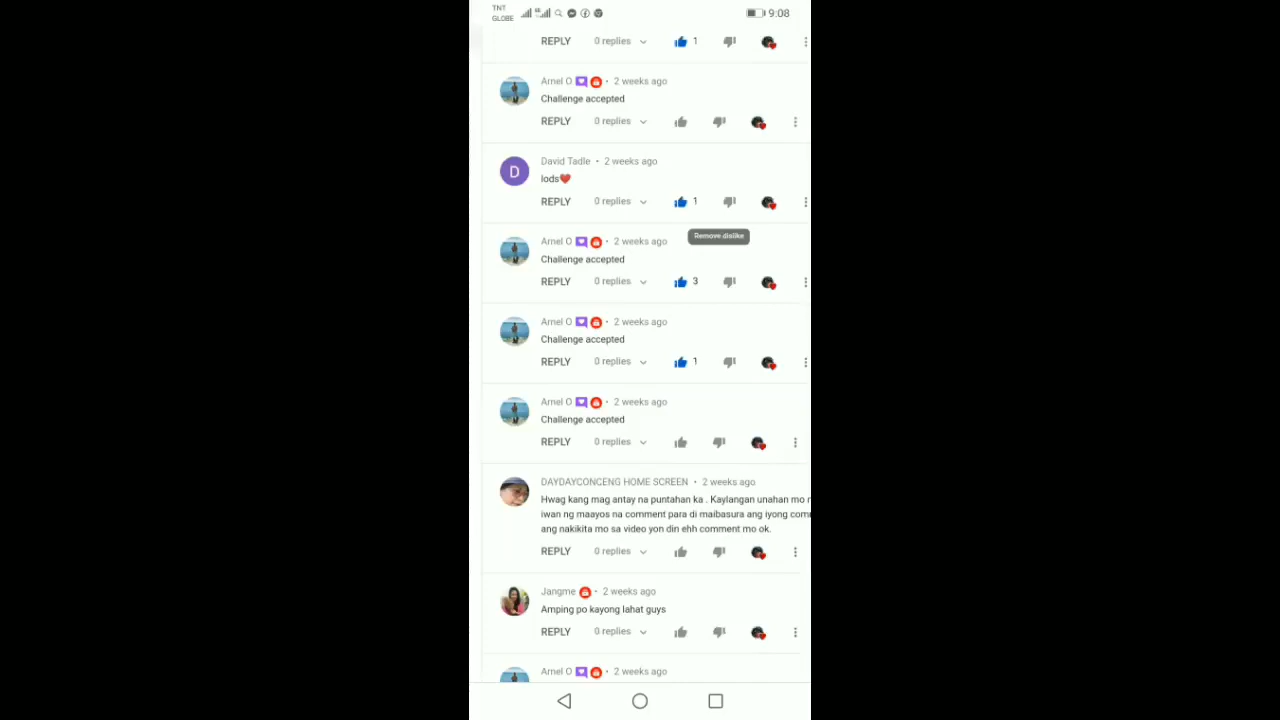 TNT
GLOBE
9:08
REPLY 0 replies 1
Arnel O • 2 weeks ago
Challenge accepted
REPLY 0 replies
D
David Tadle • 2 weeks ago
lods❤️
REPLY 0 replies 1
Arnel O • 2 weeks ago
Remove dislike
Challenge accepted
REPLY 0 replies 3
Arnel O • 2 weeks ago
Challenge accepted
REPLY 0 replies 1
Arnel O • 2 weeks ago
Challenge accepted
REPLY 0 replies
DAYDAYCONCENG HOME SCREEN • 2 weeks ago
Hwag kang mag antay na puntahan ka . Kaylangan unahan mo
iwan ng maayos na comment para di maibasura ang iyong
ang nakikita mo sa video yon din ehh comment mo ok.
REPLY 0 replies
Jangme • 2 weeks ago
Amping po kayong lahat guys
REPLY 0 replies
Arnel O • 2 weeks ago